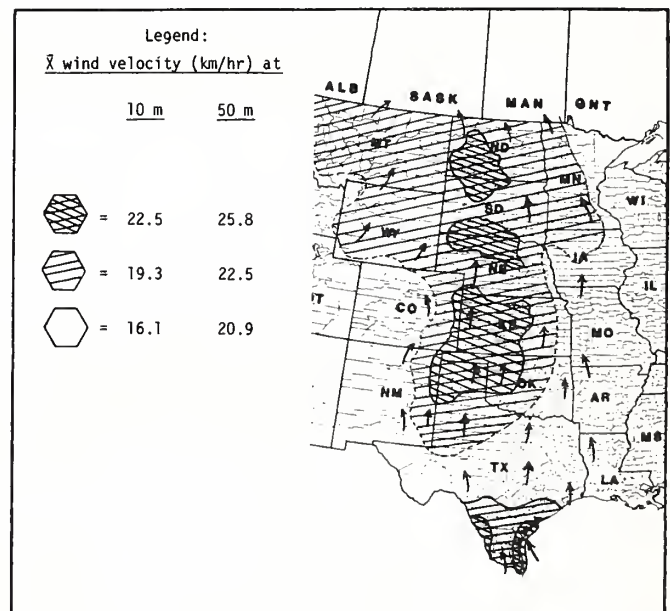 Legend:
X̄ wind velocity (km/hr) at
10 m 50 m
= 22.5 25.8
= 19.3 22.5
= 16.1 20.9
ALB SASK MAN ONT
MT ND
MN
SD WI
WY
NE IA
CO IL
MO
NM OK
AR
TX MS
LA